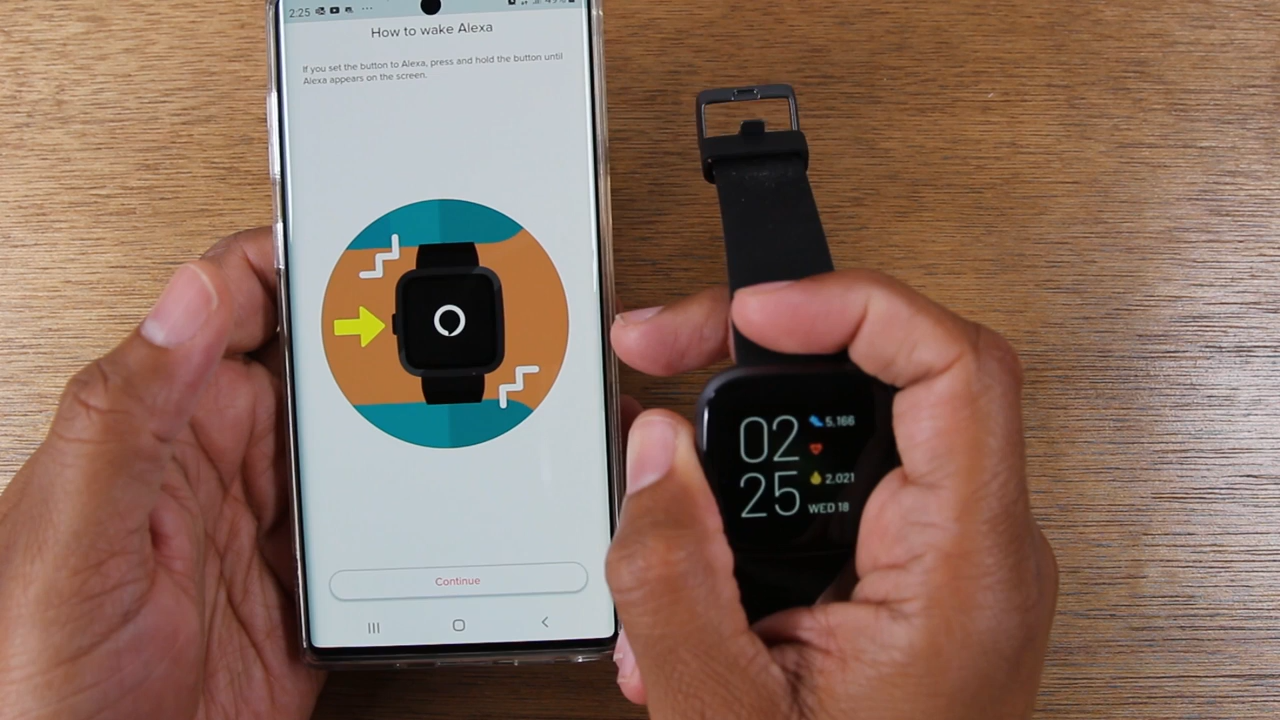 2:25
How to wake Alexa
If you set the button to Alexa, press and hold the button until
Alexa appears on the screen.
Continue
02
25
5,166
2,021
WED 18